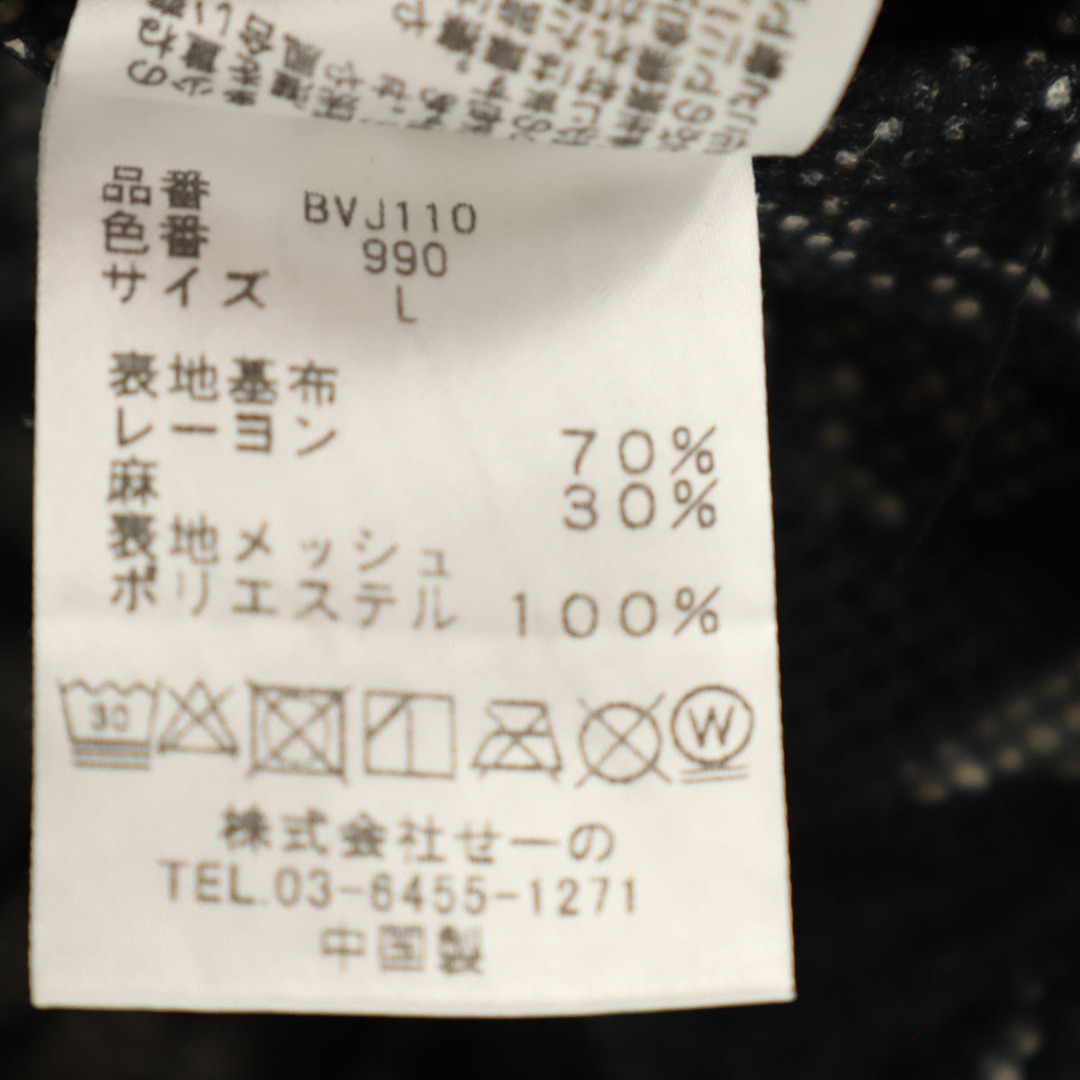 品番 BVJ110
色番 990
サイズ L
表地基布
レーヨン 70%
麻 30%
表地メッシュ
ポリエステル 100%
30
W
株式会社せーの
TEL.03-6455-1271
中国製